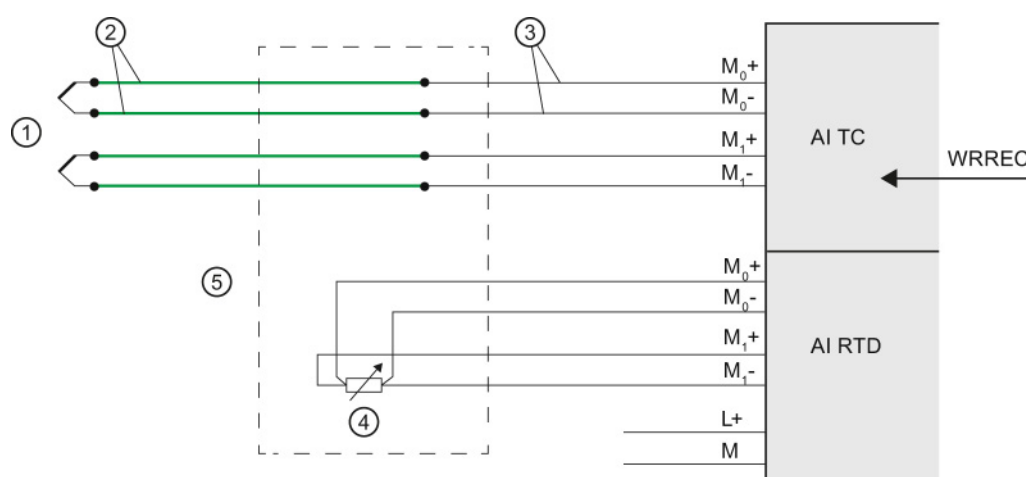 ②
③
①
M₀+
M₀-
M₁+
M₁-
AI TC
WRREC
⑤
④
M₀+
M₀-
M₁+
M₁-
AI RTD
L+
M